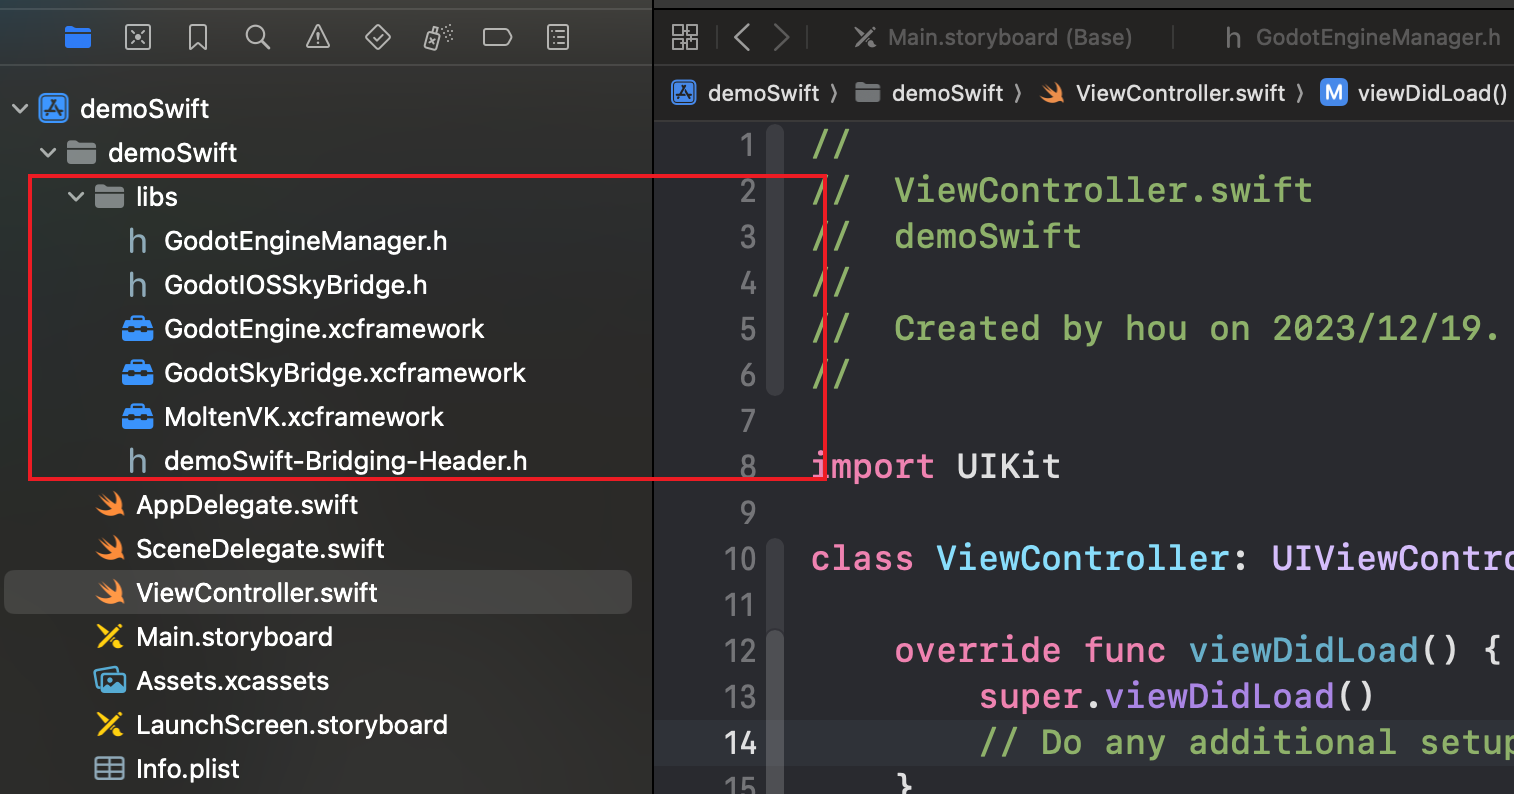 demoSwift
demoSwift
libs
h GodotEngineManager.h
h GodotIOSSkyBridge.h
GodotEngine.xcframework
GodotSkyBridge.xcframework
MoltenVK.xcframework
h demoSwift-Bridging-Header.h
AppDelegate.swift
SceneDelegate.swift
ViewController.swift
Main.storyboard
Assets.xcassets
LaunchScreen.storyboard
Info.plist
Main.storyboard (Base) h GodotEngineManager.h
demoSwift 〉 demoSwift 〉 ViewController.swift 〉 M viewDidLoad()
1 //
2 // ViewController.swift
3 // demoSwift
4 //
5 // Created by hou on 2023/12/19.
6 //
7
8 import UIKit
9
10 class ViewController: UIViewContro
11
12 override func viewDidLoad() {
13 super.viewDidLoad()
14 // Do any additional setup
15 }